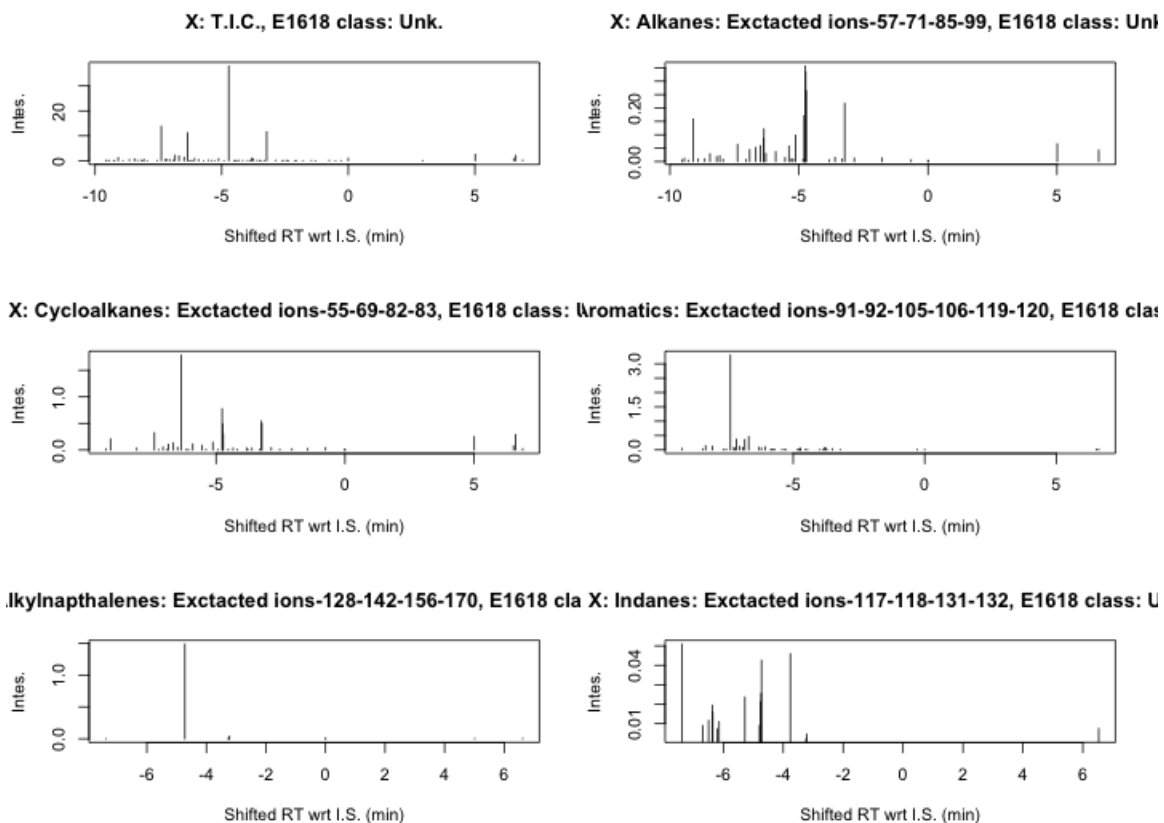 X: T.I.C., E1618 class: Unk.
Intes.
20
0
-10 -5 0 5
Shifted RT wrt I.S. (min)
X: Alkanes: Exctacted ions-57-71-85-99, E1618 class: Unk
Intes.
0.20
0.00
-10 -5 0 5
Shifted RT wrt I.S. (min)
X: Cycloalkanes: Exctacted ions-55-69-82-83, E1618 class: U
Intes.
1.0
0.0
-5 0 5
Shifted RT wrt I.S. (min)
Aromatics: Exctacted ions-91-92-105-106-119-120, E1618 clas
Intes.
3.0
1.5
0.0
-5 0 5
Shifted RT wrt I.S. (min)
lkylnapthalenes: Exctacted ions-128-142-156-170, E1618 cla
Intes.
1.0
0.0
-6 -4 -2 0 2 4 6
Shifted RT wrt I.S. (min)
X: Indanes: Exctacted ions-117-118-131-132, E1618 class: U
Intes.
0.04
0.01
-6 -4 -2 0 2 4 6
Shifted RT wrt I.S. (min)